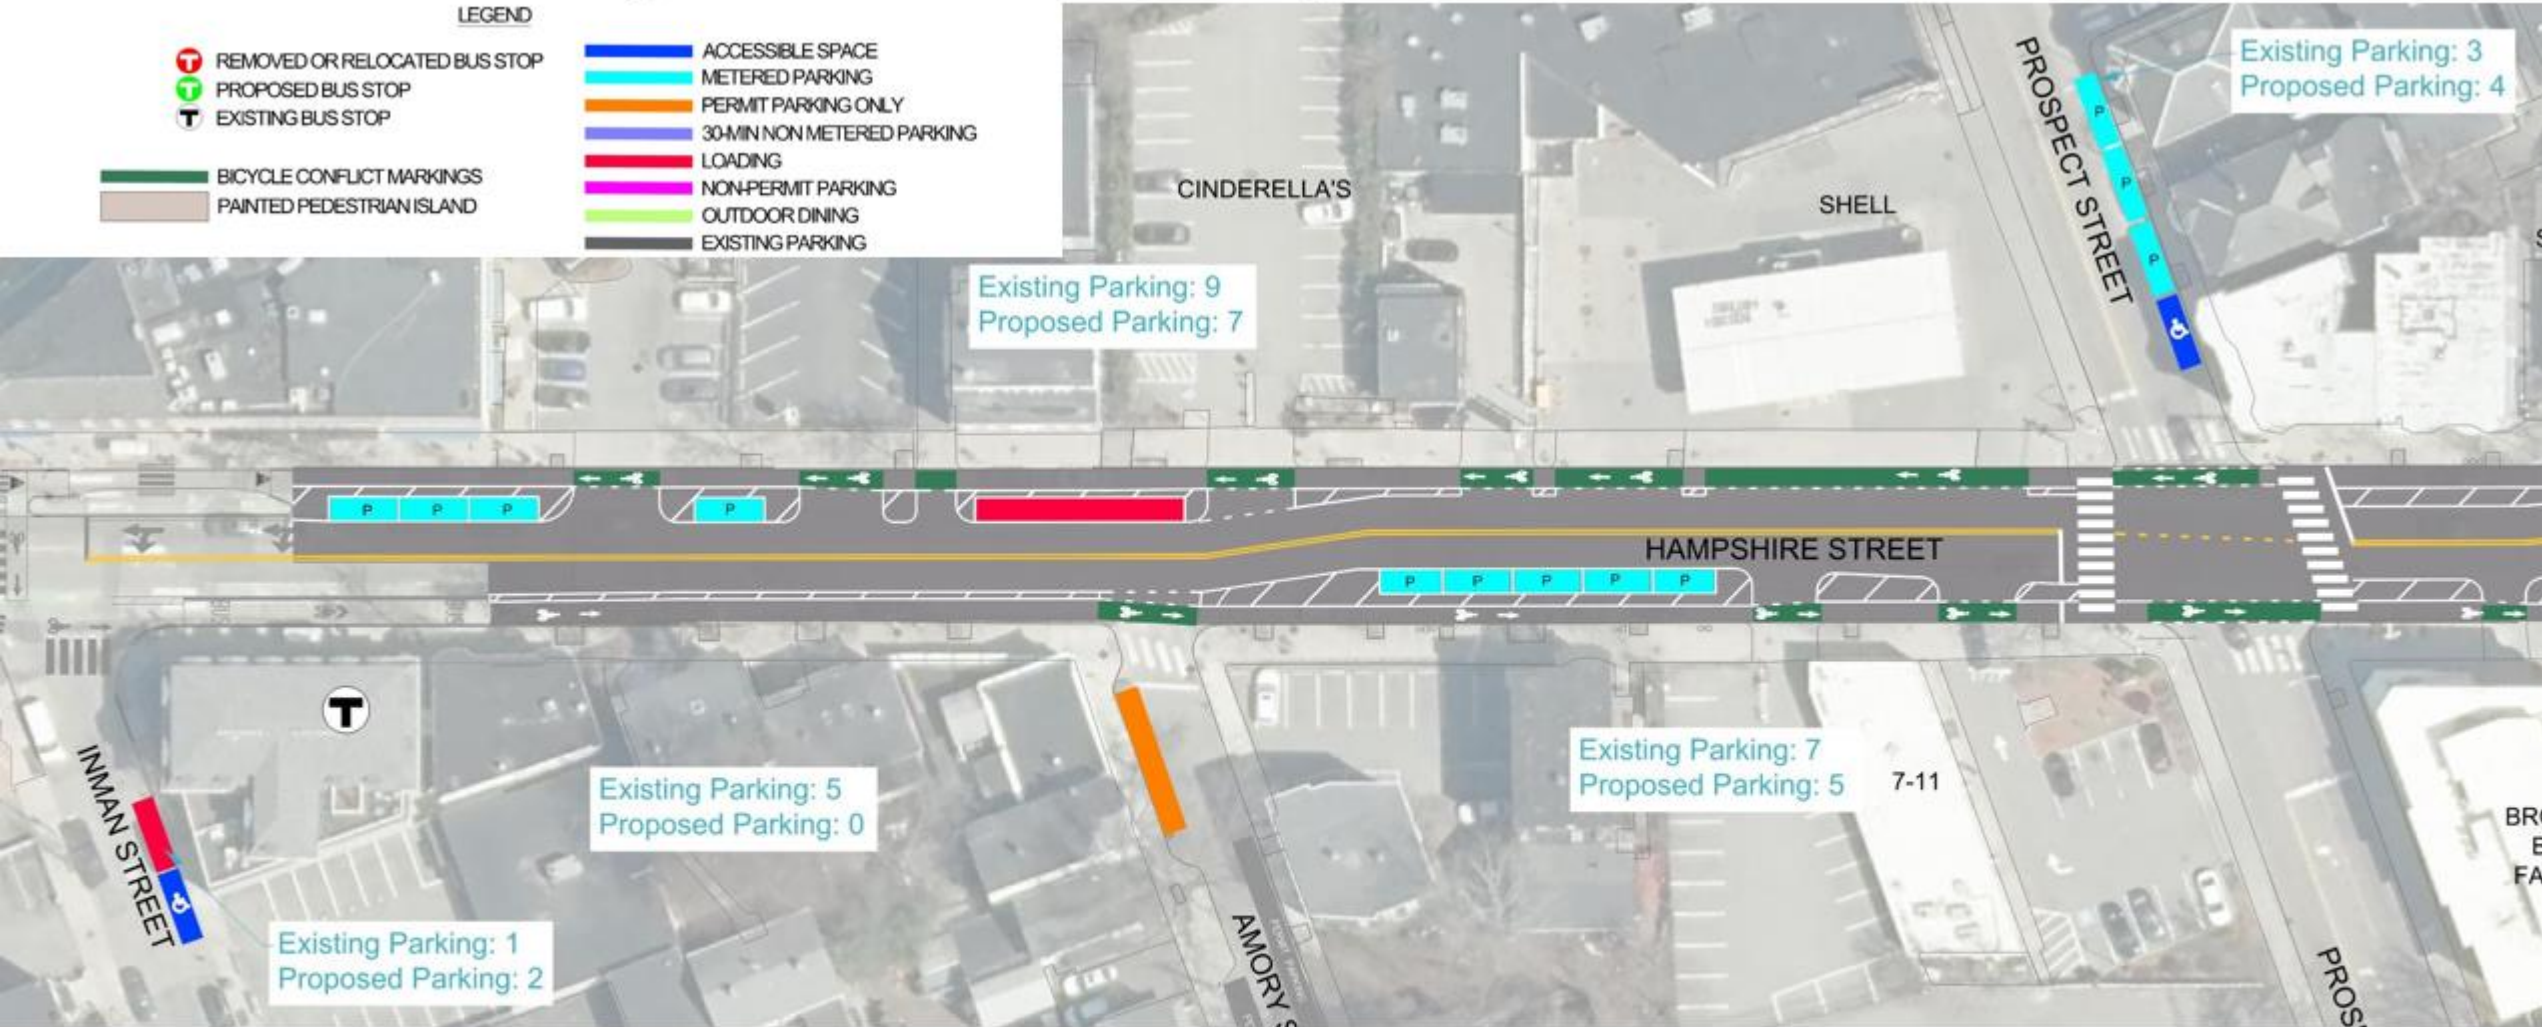 LEGEND
REMOVED OR RELOCATED BUS STOP
PROPOSED BUS STOP
EXISTING BUS STOP
BICYCLE CONFLICT MARKINGS
PAINTED PEDESTRIAN ISLAND
ACCESSIBLE SPACE
METERED PARKING
PERMIT PARKING ONLY
30-MIN NON METERED PARKING
LOADING
NON-PERMIT PARKING
OUTDOOR DINING
EXISTING PARKING
T
T
T
Existing Parking: 3
Proposed Parking: 4
PROSPECT STREET
P
P
P
CINDERELLA'S
SHELL
Existing Parking: 9
Proposed Parking: 7
P
P
P
P
HAMPSHIRE STREET
P
P
P
P
P
T
INMAN STREET
Existing Parking: 5
Proposed Parking: 0
Existing Parking: 7
Proposed Parking: 5
7-11
Existing Parking: 1
Proposed Parking: 2
AMORY S
PROS
BR
FA